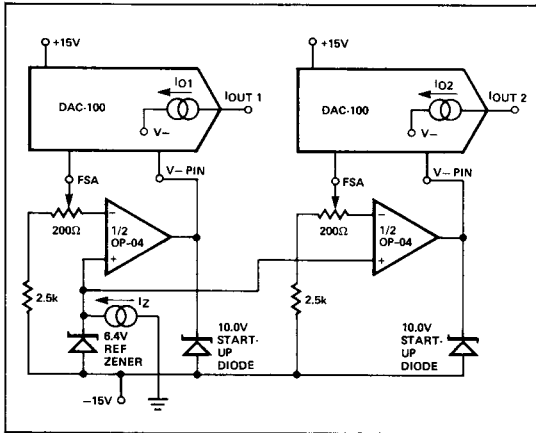 +15V
+15V
DAC-100
IO1
IOUT 1
V−
DAC-100
IO2
IOUT 2
V−
V− PIN
V− PIN
FSA
FSA
200Ω
1/2
OP-04
−
+
200Ω
1/2
OP-04
−
+
2.5k
IZ
2.5k
6.4V
REF
ZENER
10.0V
START-
UP
DIODE
10.0V
START-
UP
DIODE
−15V